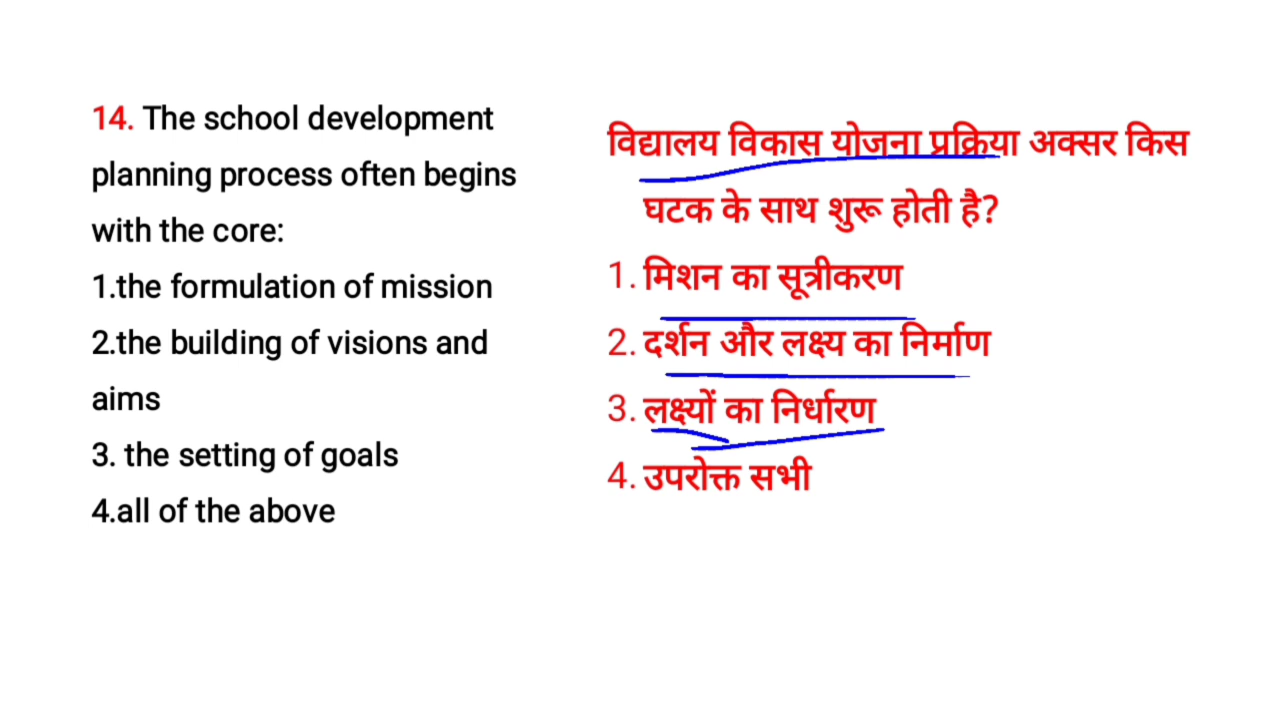 14. The school development
planning process often begins
with the core:
1.the formulation of mission
2.the building of visions and
aims
3. the setting of goals
4.all of the above
विद्यालय विकास योजना प्रक्रिया अक्सर किस
घटक के साथ शुरू होती है?
1. मिशन का सूत्रीकरण
2. दर्शन और लक्ष्य का निर्माण
3. लक्ष्यों का निर्धारण
4. उपरोक्त सभी